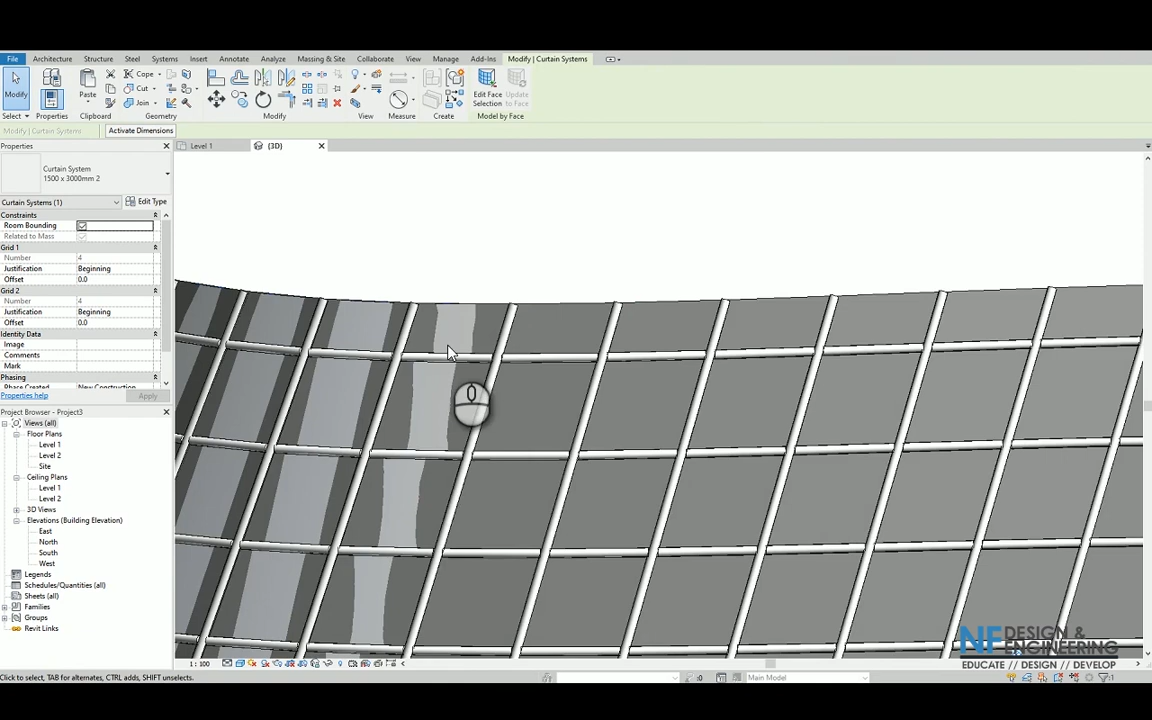 File Architecture Structure Steel Systems Insert Annotate Analyze Massing & Site Collaborate View Manage Add-Ins Modify | Curtain Systems
Modify Paste Cope Cut Join Edit Face Selection Update to Face
Select Properties Clipboard Geometry Modify View Measure Create Model by Face
Modify | Curtain Systems Activate Dimensions
Properties
Level 1 (3D)
Curtain System
1500 x 3000mm 2
Curtain Systems (1) Edit Type
Constraints
Room Bounding
Related to Mass
Grid 1
Number 4
Justification Beginning
Offset 0.0
Grid 2
Number 4
Justification Beginning
Offset 0.0
Identity Data
Image
Comments
Mark
Phasing
Phase Created New Construction
Properties help Apply
Project Browser - Project3
Views (all)
Floor Plans
Level 1
Level 2
Site
Ceiling Plans
Level 1
Level 2
3D Views
Elevations (Building Elevation)
East
North
South
West
Legends
Schedules/Quantities (all)
Sheets (all)
Families
Groups
Revit Links
1 : 100
NF DESIGN & ENGINEERING
EDUCATE // DESIGN // DEVELOP
Click to select, TAB for alternates, CTRL adds, SHIFT unselects. :0 Main Model :1